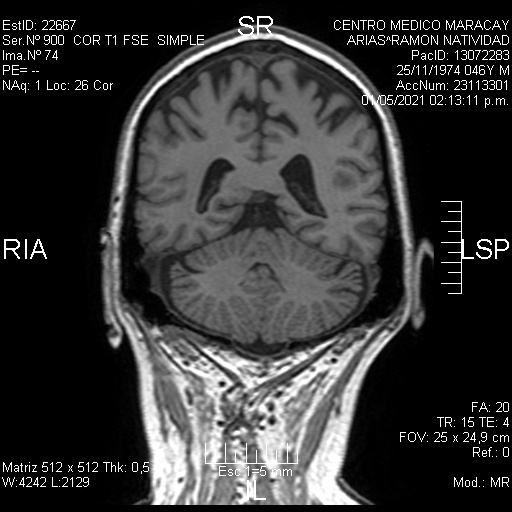 EstID: 22667
Ser.Nº 900 COR T1 FSE SIMPLE
Ima.Nº 74
PE= --
NAq: 1 Loc: 26 Cor
SR
CENTRO MEDICO MARACAY
ARIAS^RAMON NATIVIDAD
PacID: 13072283
25/11/1974 046Y M
AccNum: 23113301
01/05/2021 02:13:11 p.m.
RIA
LSP
FA: 20
TR: 15 TE: 4
FOV: 25 x 24,9 cm
Ref.: 0
Matriz 512 x 512 Thk: 0,5
W:4242 L:2129
Esc 1=5 mm
IL
Mod.: MR